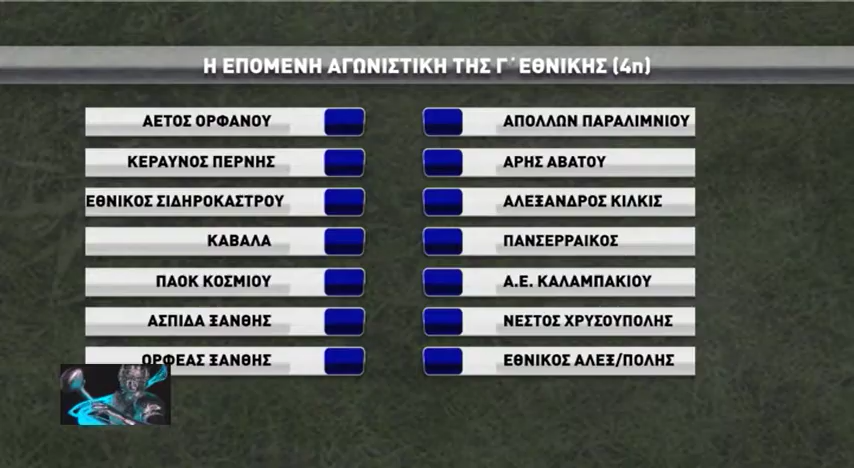 Η ΕΠΟΜΕΝΗ ΑΓΩΝΙΣΤΙΚΗ ΤΗΣ Γ΄ ΕΘΝΙΚΗΣ (4η)
ΑΕΤΟΣ ΟΡΦΑΝΟΥ ΑΠΟΛΛΩΝ ΠΑΡΑΛΙΜΝΙΟΥ
ΚΕΡΑΥΝΟΣ ΠΕΡΝΗΣ ΑΡΗΣ ΑΒΑΤΟΥ
ΕΘΝΙΚΟΣ ΣΙΔΗΡΟΚΑΣΤΡΟΥ ΑΛΕΞΑΝΔΡΟΣ ΚΙΛΚΙΣ
ΚΑΒΑΛΑ ΠΑΝΣΕΡΡΑΙΚΟΣ
ΠΑΟΚ ΚΟΣΜΙΟΥ Α.Ε. ΚΑΛΑΜΠΑΚΙΟΥ
ΑΣΠΙΔΑ ΞΑΝΘΗΣ ΝΕΣΤΟΣ ΧΡΥΣΟΥΠΟΛΗΣ
ΟΡΦΕΑΣ ΞΑΝΘΗΣ ΕΘΝΙΚΟΣ ΑΛΕΞ/ΠΟΛΗΣ